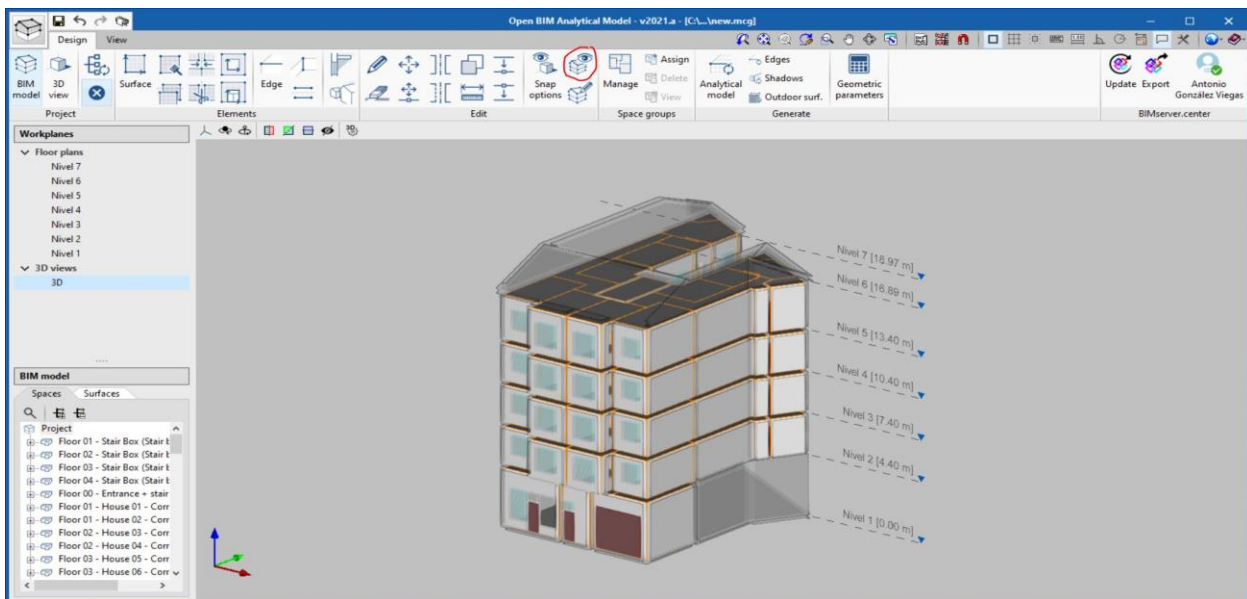 Open BIM Analytical Model - v2021.a - [C:\...\new.mcg]
Design View
BIM model
3D view
Surface
Edge
Snap options
Manage
Assign
Delete
View
Analytical model
Edges
Shadows
Outdoor surf.
Geometric parameters
Update
Export
Antonio González Viegas
Project
Elements
Edit
Space groups
Generate
BIMserver.center
Workplanes
Floor plans
Nivel 7
Nivel 6
Nivel 5
Nivel 4
Nivel 3
Nivel 2
Nivel 1
3D views
3D
BIM model
Spaces Surfaces
Project
Floor 01 - Stair Box (Stair
Floor 02 - Stair Box (Stair
Floor 03 - Stair Box (Stair
Floor 04 - Stair Box (Stair
Floor 00 - Entrance + stair
Floor 01 - House 01 - Corr
Floor 01 - House 02 - Corr
Floor 02 - House 03 - Corr
Floor 02 - House 04 - Corr
Floor 03 - House 05 - Corr
Floor 03 - House 06 - Corr
Nivel 7 [18.97 m]
Nivel 6 [16.89 m]
Nivel 5 [13.40 m]
Nivel 4 [10.40 m]
Nivel 3 [7.40 m]
Nivel 2 [4.40 m]
Nivel 1 [0.00 m]